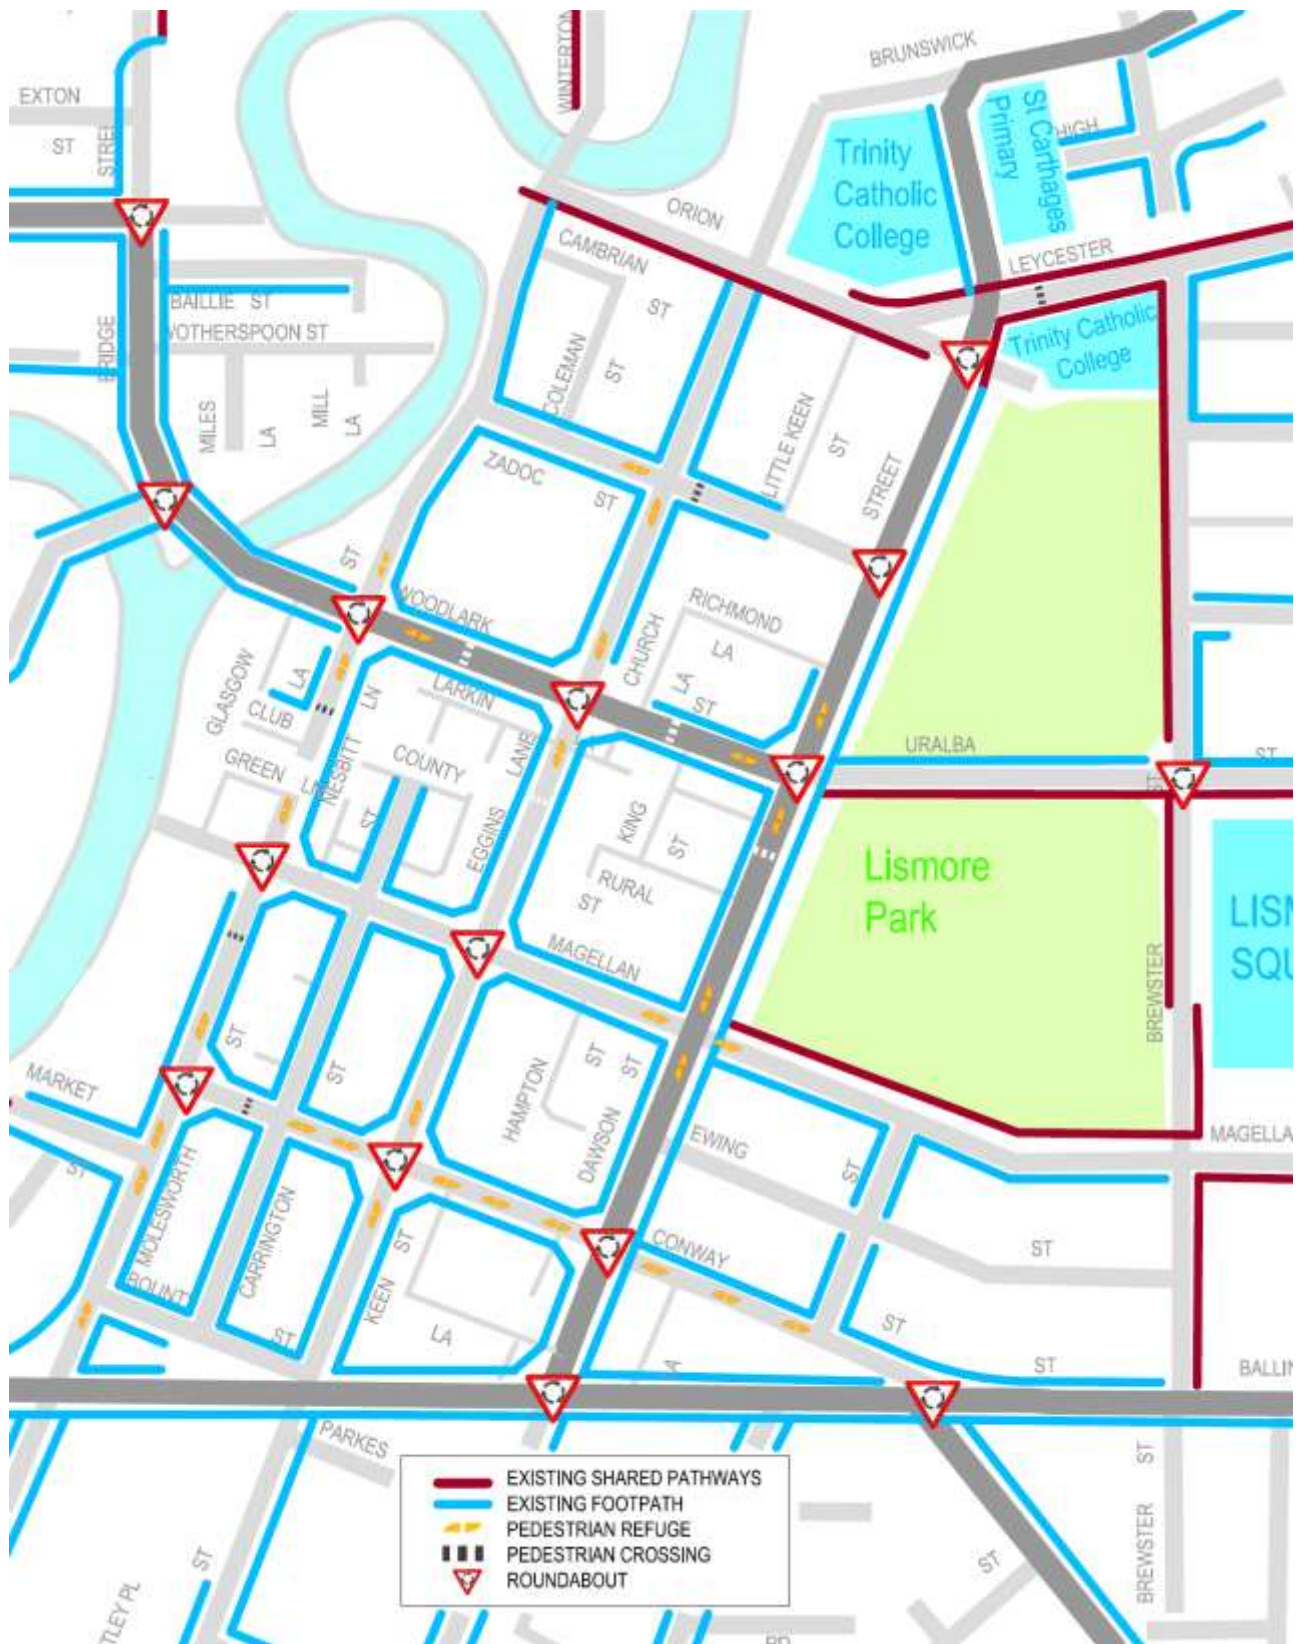 WINTERTON
BRUNSWICK
EXTON
ST
HIGH
St Carthages
Primary
Trinity
Catholic
College
ORION
CAMBRIAN
ST
LEYCESTER
BAILLIE ST
WOTHERSPOON ST
BRIDGE
MILES
LA
MILL
LA
COLEMAN
ST
Trinity Catholic
College
LITTLE KEEN
ST
STREET
ZADOC
ST
ST
WOODLARK
RICHMOND
LA
CHURCH
LA
ST
GLASGOW
LA
CLUB
LN
LARKIN
LANE
COUNTY
GREEN
NESBITT
ST
EGGINS
KING
ST
RURAL
ST
URALBA
ST
ST
Lismore
Park
MAGELLAN
BREWSTER
ST
ST
MARKET
ST
HAMPTON
ST
ST
DAWSON
EWING
ST
MAGELLA
MOLESWORTH
CARRINGTON
KEEN
ST
CONWAY
ST
BOUNT
ST
LA
ST
ST
BALLIN
PARKES
ST
BREWSTER
ST
ST
TLEY PL
EXISTING SHARED PATHWAYS
EXISTING FOOTPATH
PEDESTRIAN REFUGE
PEDESTRIAN CROSSING
ROUNDABOUT